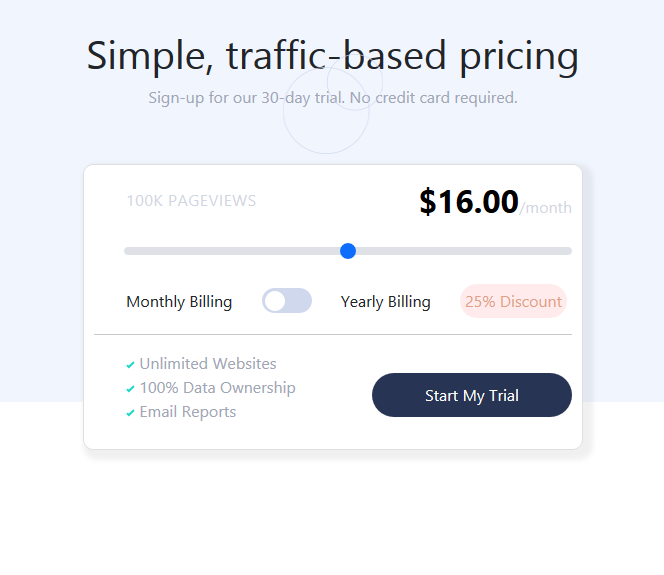 Simple, traffic-based pricing
Sign-up for our 30-day trial. No credit card required.
100K PAGEVIEWS
$16.00/month
Monthly Billing
Yearly Billing
25% Discount
Unlimited Websites
100% Data Ownership
Email Reports
Start My Trial